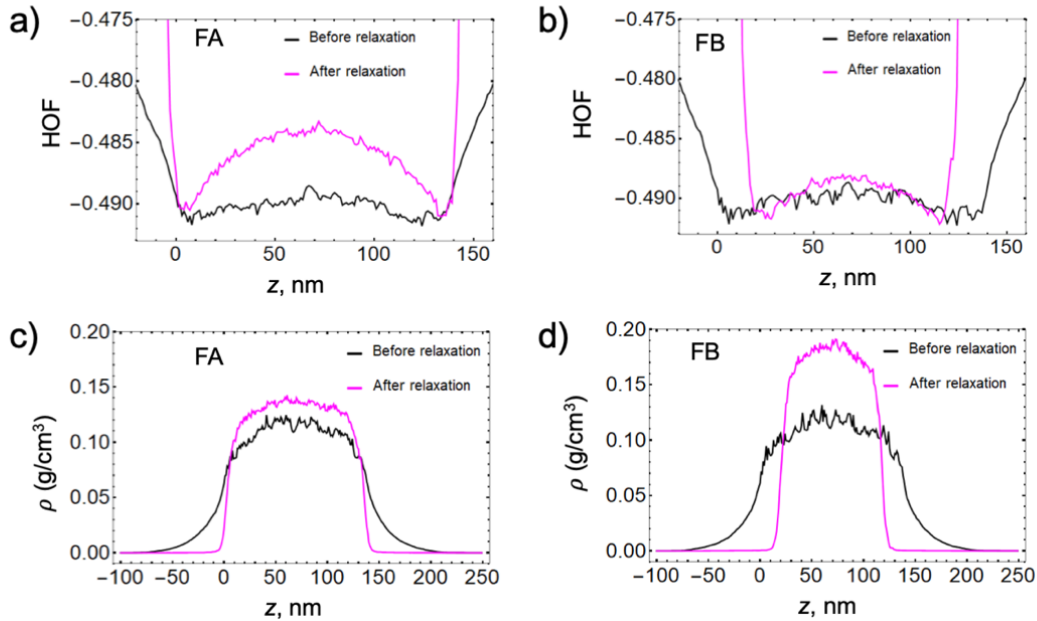 a)
FA
Before relaxation
After relaxation
HOF
−0.475
−0.480
−0.485
−0.490
0
50
100
150
z, nm
b)
FB
Before relaxation
After relaxation
HOF
−0.475
−0.480
−0.485
−0.490
0
50
100
150
z, nm
c)
FA
Before relaxation
After relaxation
ρ (g/cm³)
0.20
0.15
0.10
0.05
0.00
−100
−50
0
50
100
150
200
250
z, nm
d)
FB
Before relaxation
After relaxation
ρ (g/cm³)
0.20
0.15
0.10
0.05
0.00
−100
−50
0
50
100
150
200
250
z, nm